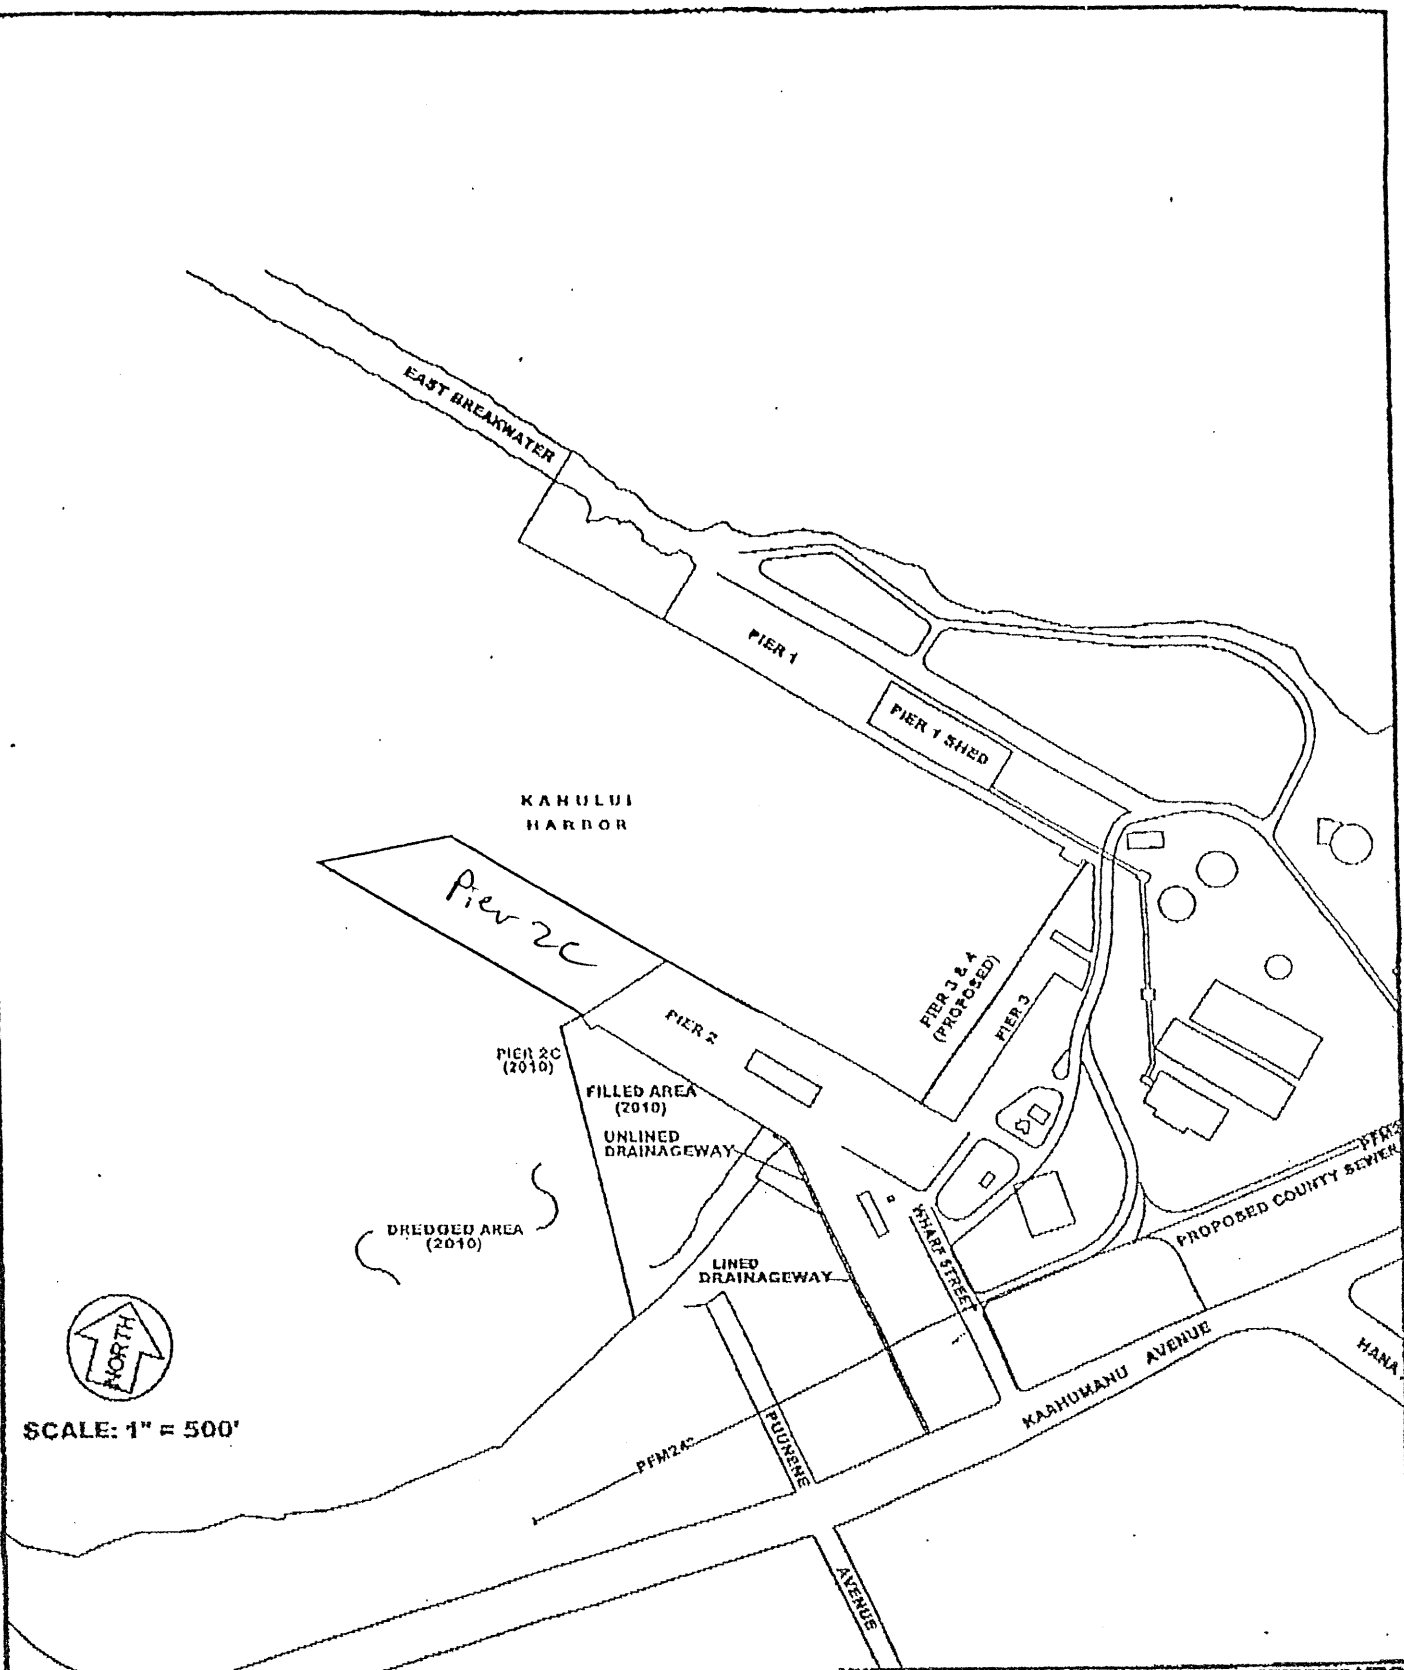 EAST BREAKWATER
PIER 1
PIER 1 SHED
KAHULUI
HARBOR
Pier 2C
PIER 3 & 4
(PROPOSED)
PIER 3
PIER 2
PIER 2C
(2010)
FILLED AREA
(2010)
UNLINED
DRAINAGEWAY
DREDGED AREA
(2010)
LINED
DRAINAGEWAY
WHARF STREET
PROPOSED COUNTY SEWER
NORTH
SCALE: 1" = 500'
KAAHUMANU AVENUE
HANA
PFM24"
PUUNENE
AVENUE